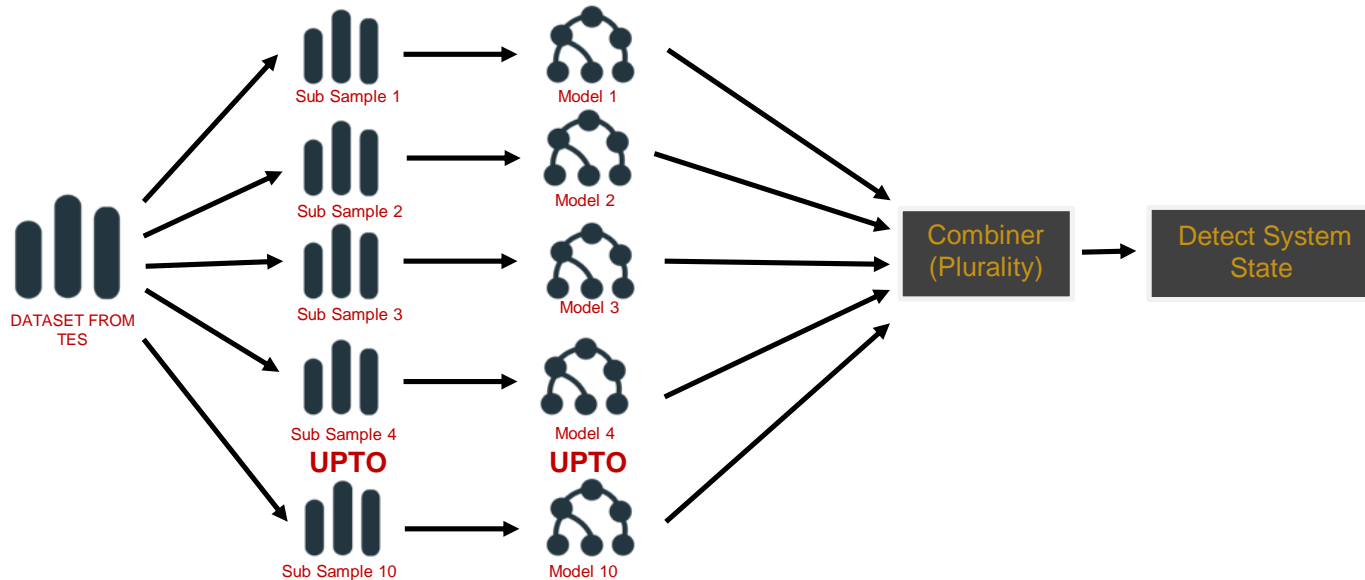 Sub Sample 1
Model 1
Sub Sample 2
Model 2
Sub Sample 3
Model 3
DATASET FROM
TES
Combiner
(Plurality)
Detect System
State
Sub Sample 4
Model 4
UPTO
UPTO
Sub Sample 10
Model 10